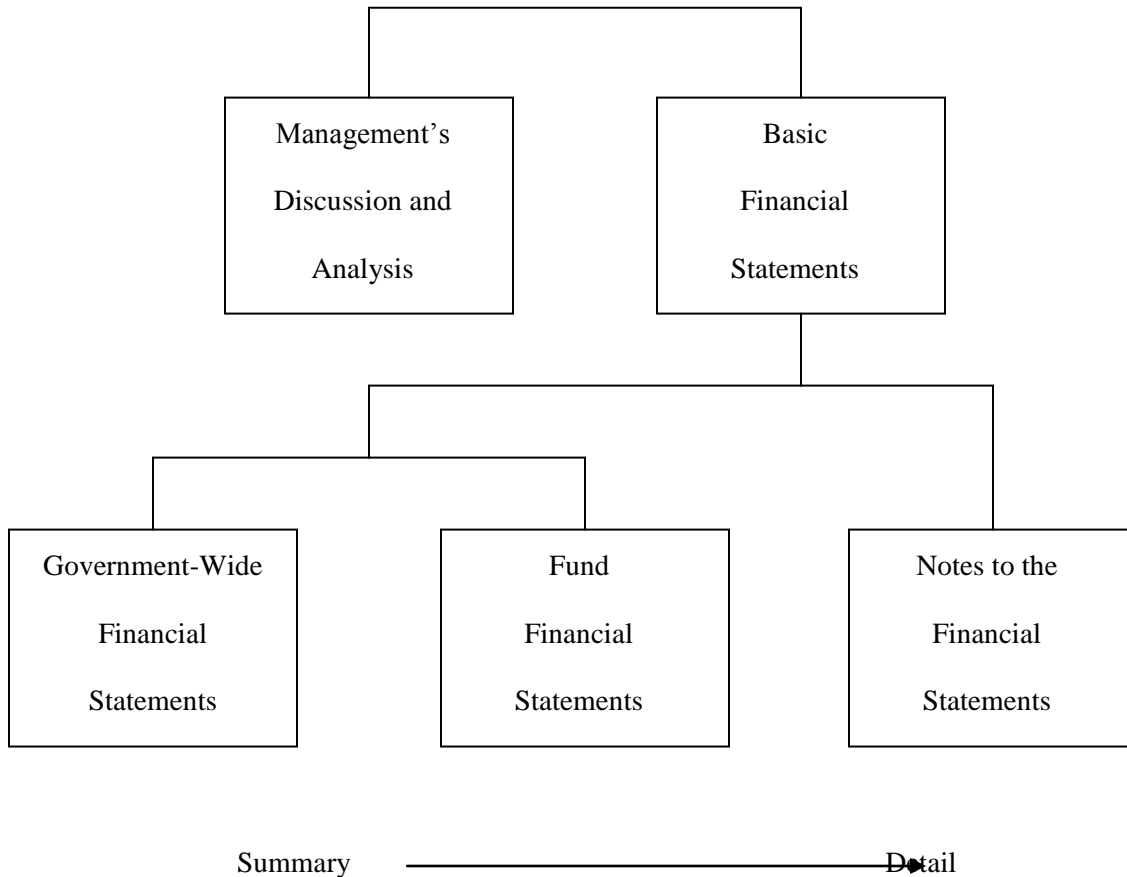 Management’s
Discussion and
Analysis
Basic
Financial
Statements
Government-Wide
Financial
Statements
Fund
Financial
Statements
Notes to the
Financial
Statements
Summary
Detail